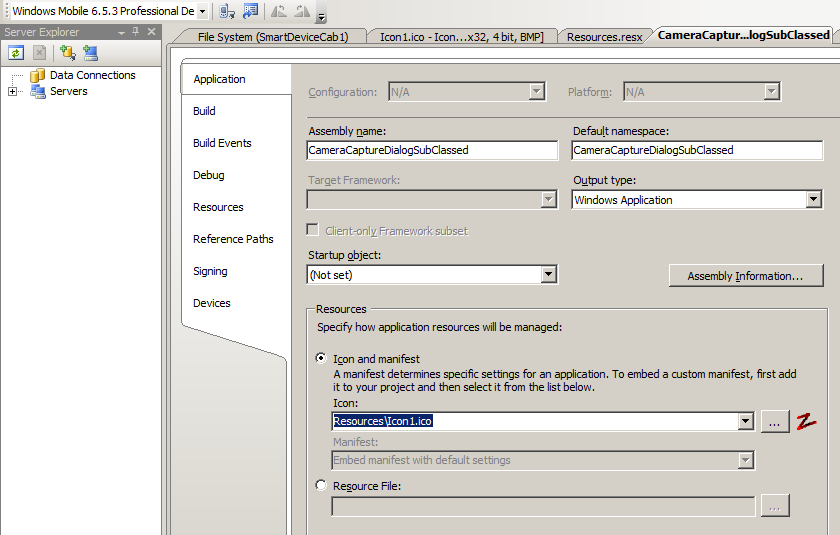 Windows Mobile 6.5.3 Professional De
Server Explorer
File System (SmartDeviceCab1)
Icon1.ico - Icon...x32, 4 bit, BMP]
Resources.resx
CameraCaptur...logSubClassed
Data Connections
Servers
Application
Build
Build Events
Debug
Resources
Reference Paths
Signing
Devices
Configuration:
N/A
Platform:
N/A
Assembly name:
Default namespace:
CameraCaptureDialogSubClassed
CameraCaptureDialogSubClassed
Target Framework:
Output type:
Windows Application
Client-only Framework subset
Startup object:
(Not set)
Assembly Information...
Resources
Specify how application resources will be managed:
Icon and manifest
A manifest determines specific settings for an application. To embed a custom manifest, first add
it to your project and then select it from the list below.
Icon:
Resources\Icon1.ico
...
Manifest:
Embed manifest with default settings
Resource File:
...